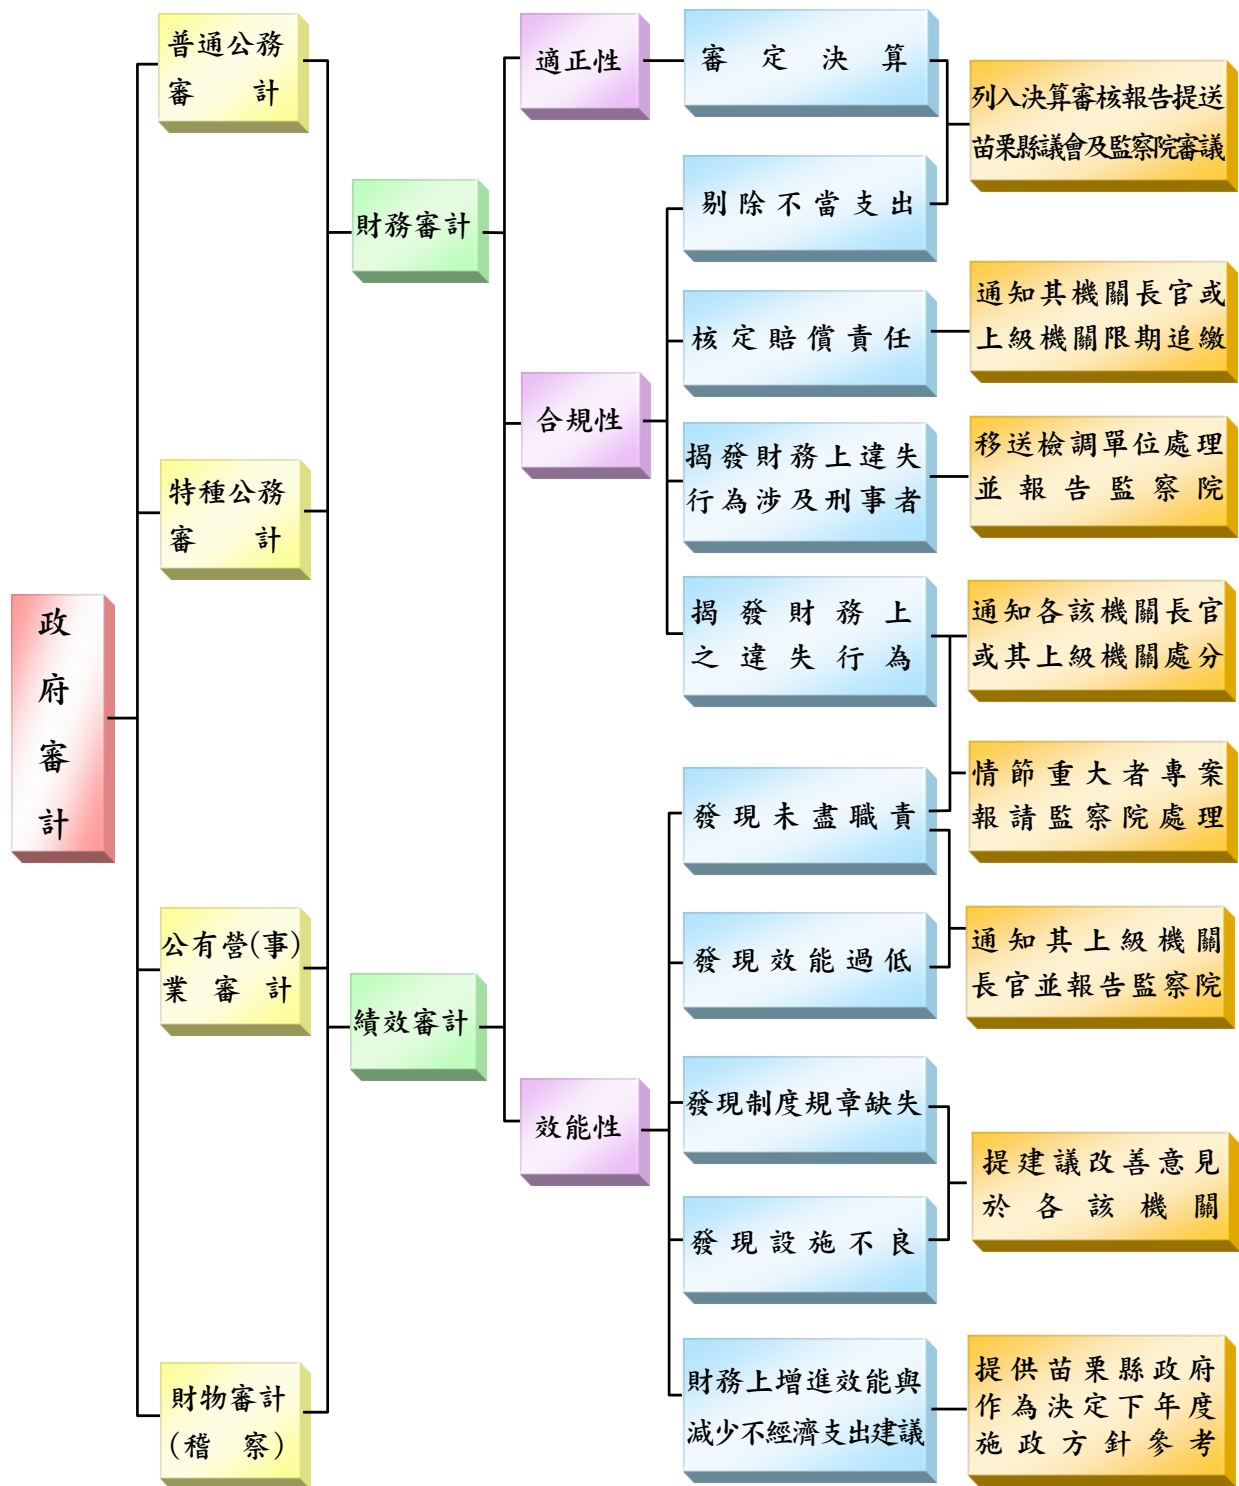 政府審計
普通公務
審計
特種公務
審計
公有營(事)
業審計
財物審計
(稽察)
財務審計
績效審計
適正性
合規性
效能性
審定決算
剔除不當支出
核定賠償責任
揭發財務上違失
行為涉及刑事者
揭發財務上
之違失行為
發現未盡職責
發現效能過低
發現制度規章缺失
發現設施不良
財務上增進效能與
減少不經濟支出建議
列入決算審核報告提送
苗栗縣議會及監察院審議
通知其機關長官或
上級機關限期追繳
移送檢調單位處理
並報告監察院
通知各該機關長官
或其上級機關處分
情節重大者專案
報請監察院處理
通知其上級機關
長官並報告監察院
提建議改善意見
於各該機關
提供苗栗縣政府
作為決定下年度
施政方針參考